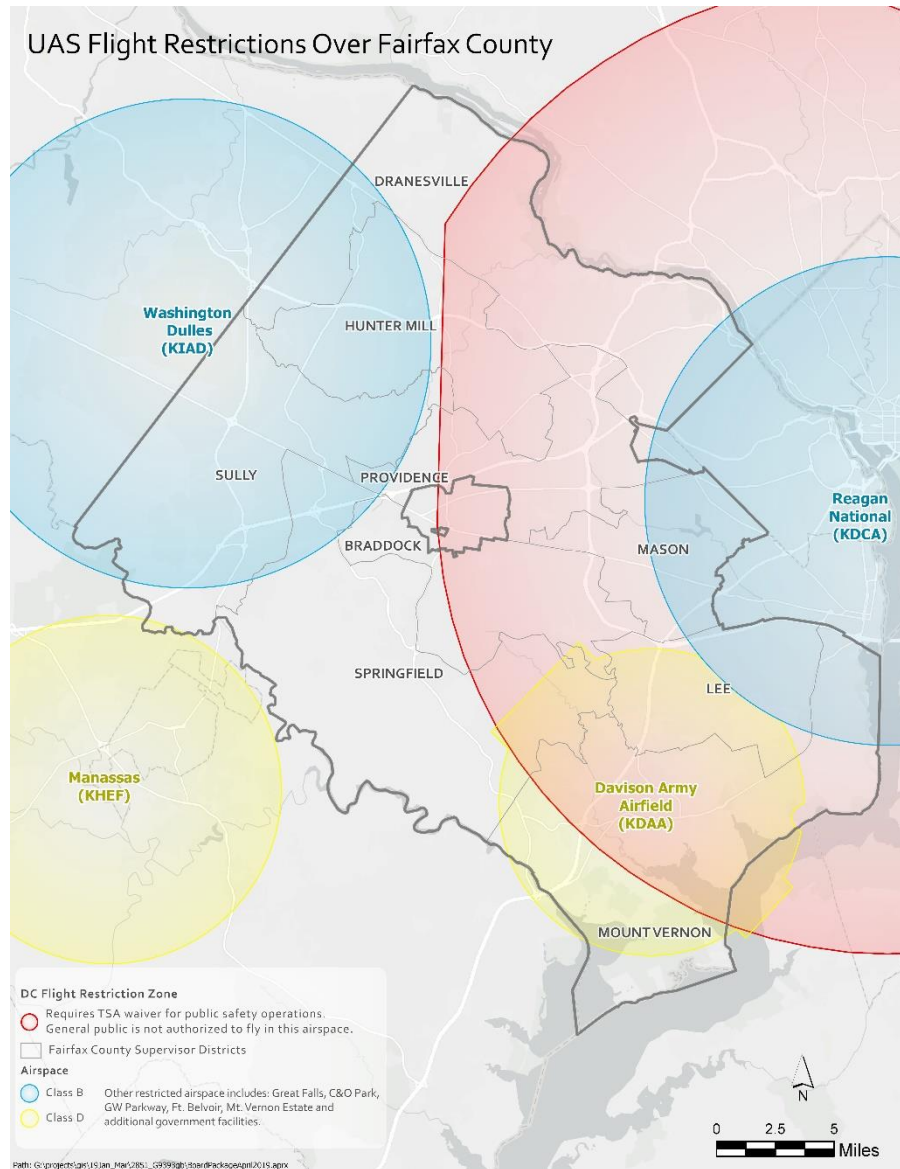 UAS Flight Restrictions Over Fairfax County
DRANESVILLE
Washington
Dulles
(KIAD)
HUNTER MILL
SULLY
PROVIDENCE
Reagan
National
(KDCA)
BRADDOCK
MASON
SPRINGFIELD
LEE
Manassas
(KHEF)
Davison Army
Airfield
(KDAA)
MOUNT VERNON
DC Flight Restriction Zone
Requires TSA waiver for public safety operations.
General public is not authorized to fly in this airspace.
Fairfax County Supervisor Districts
Airspace
Class B
Other restricted airspace includes: Great Falls, C&O Park,
GW Parkway, Ft. Belvoir, Mt. Vernon Estate and
additional government facilities.
Class D
N
0 2.5 5
Miles